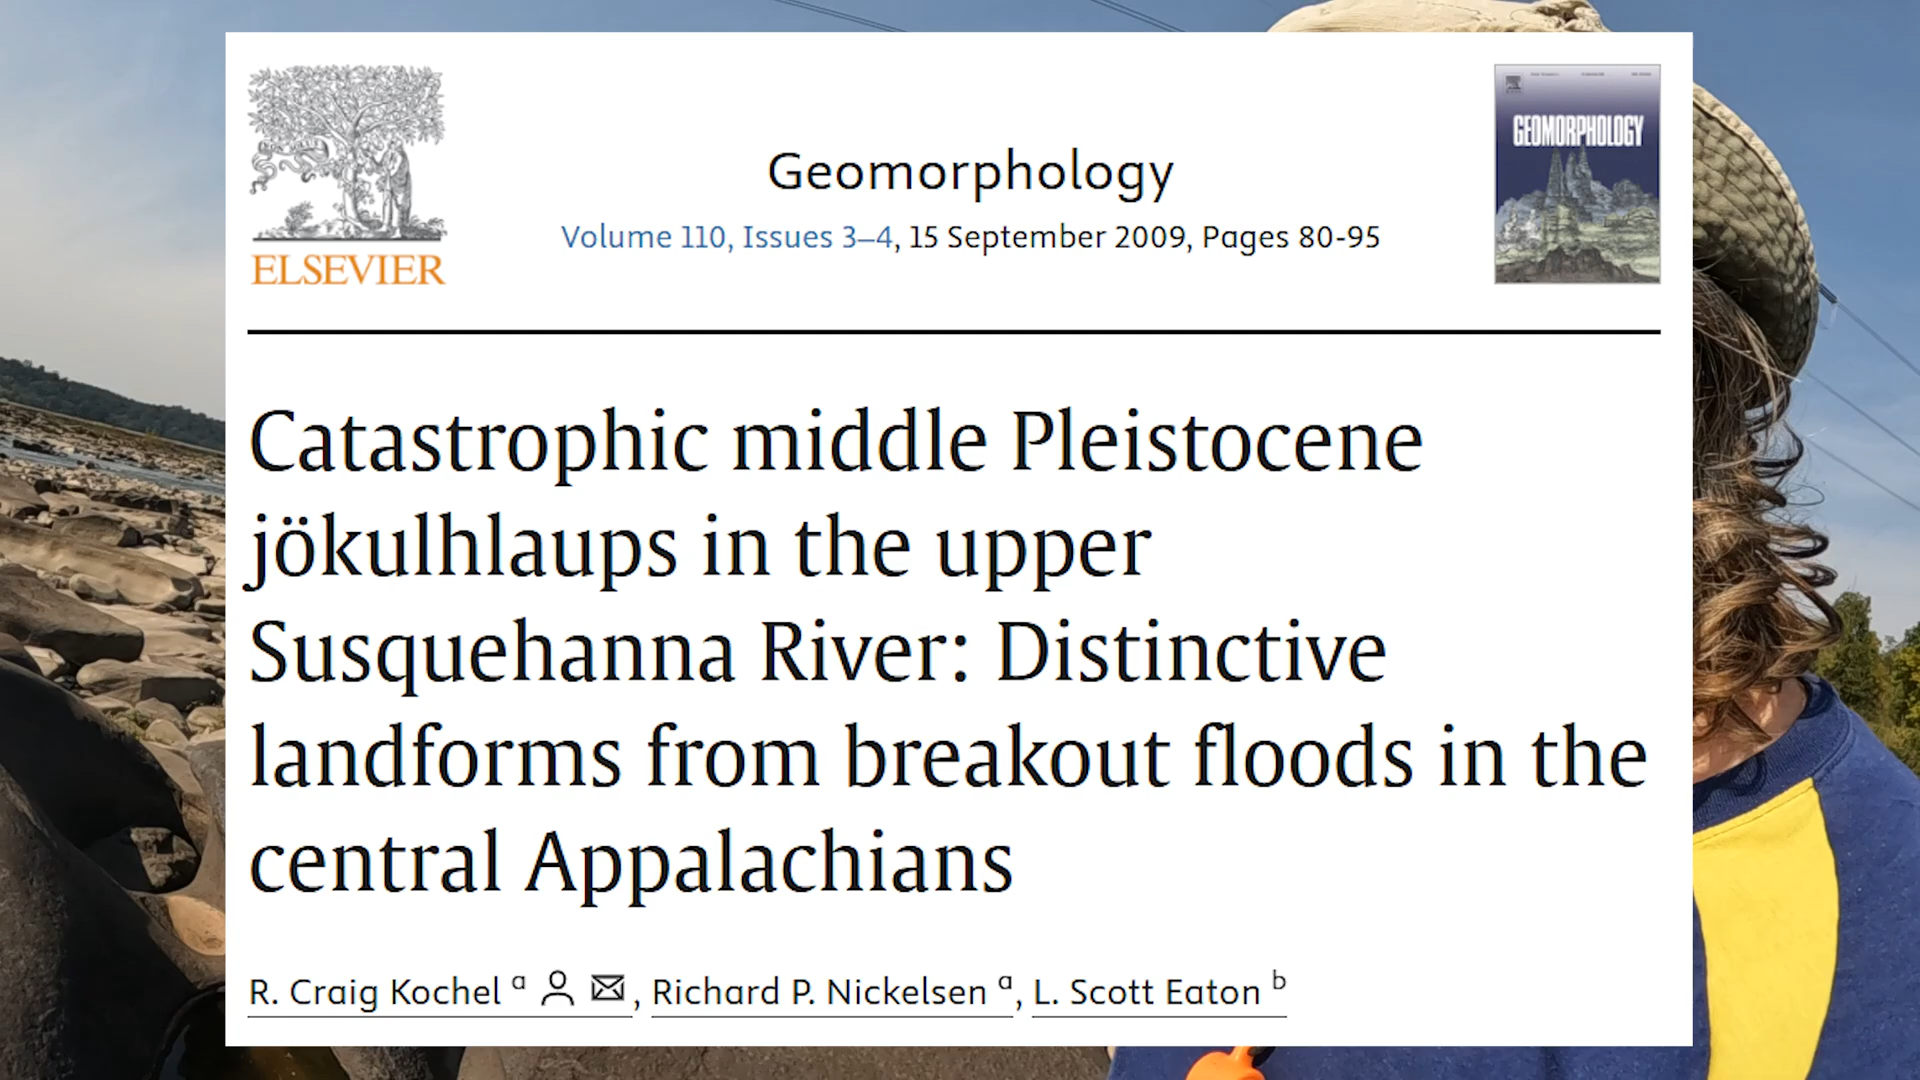 ELSEVIER
Geomorphology
Volume 110, Issues 3–4, 15 September 2009, Pages 80-95
GEOMORPHOLOGY
Catastrophic middle Pleistocene
jökulhlaups in the upper
Susquehanna River: Distinctive
landforms from breakout floods in the
central Appalachians
R. Craig Kochel a , Richard P. Nickelsen a, L. Scott Eaton b